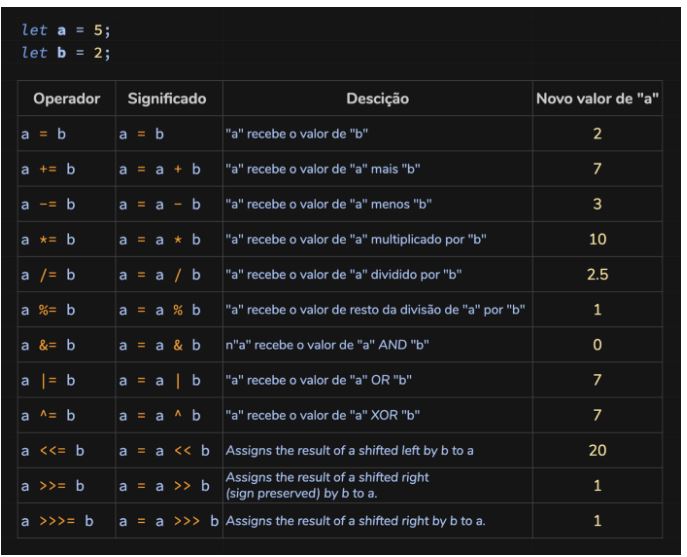 let a = 5;
let b = 2;
Operador Significado Descição Novo valor de "a"
a = b a = b "a" recebe o valor de "b" 2
a += b a = a + b "a" recebe o valor de "a" mais "b" 7
a -= b a = a - b "a" recebe o valor de "a" menos "b" 3
a *= b a = a * b "a" recebe o valor de "a" multiplicado por "b" 10
a /= b a = a / b "a" recebe o valor de "a" dividido por "b" 2.5
a %= b a = a % b "a" recebe o valor de resto da divisão de "a" por "b" 1
a &= b a = a & b n"a" recebe o valor de "a" AND "b" 0
a |= b a = a | b "a" recebe o valor de "a" OR "b" 7
a ^= b a = a ^ b "a" recebe o valor de "a" XOR "b" 7
a <<= b a = a << b Assigns the result of a shifted left by b to a 20
a >>= b a = a >> b Assigns the result of a shifted right
(sign preserved) by b to a. 1
a >>>= b a = a >>> b Assigns the result of a shifted right by b to a. 1